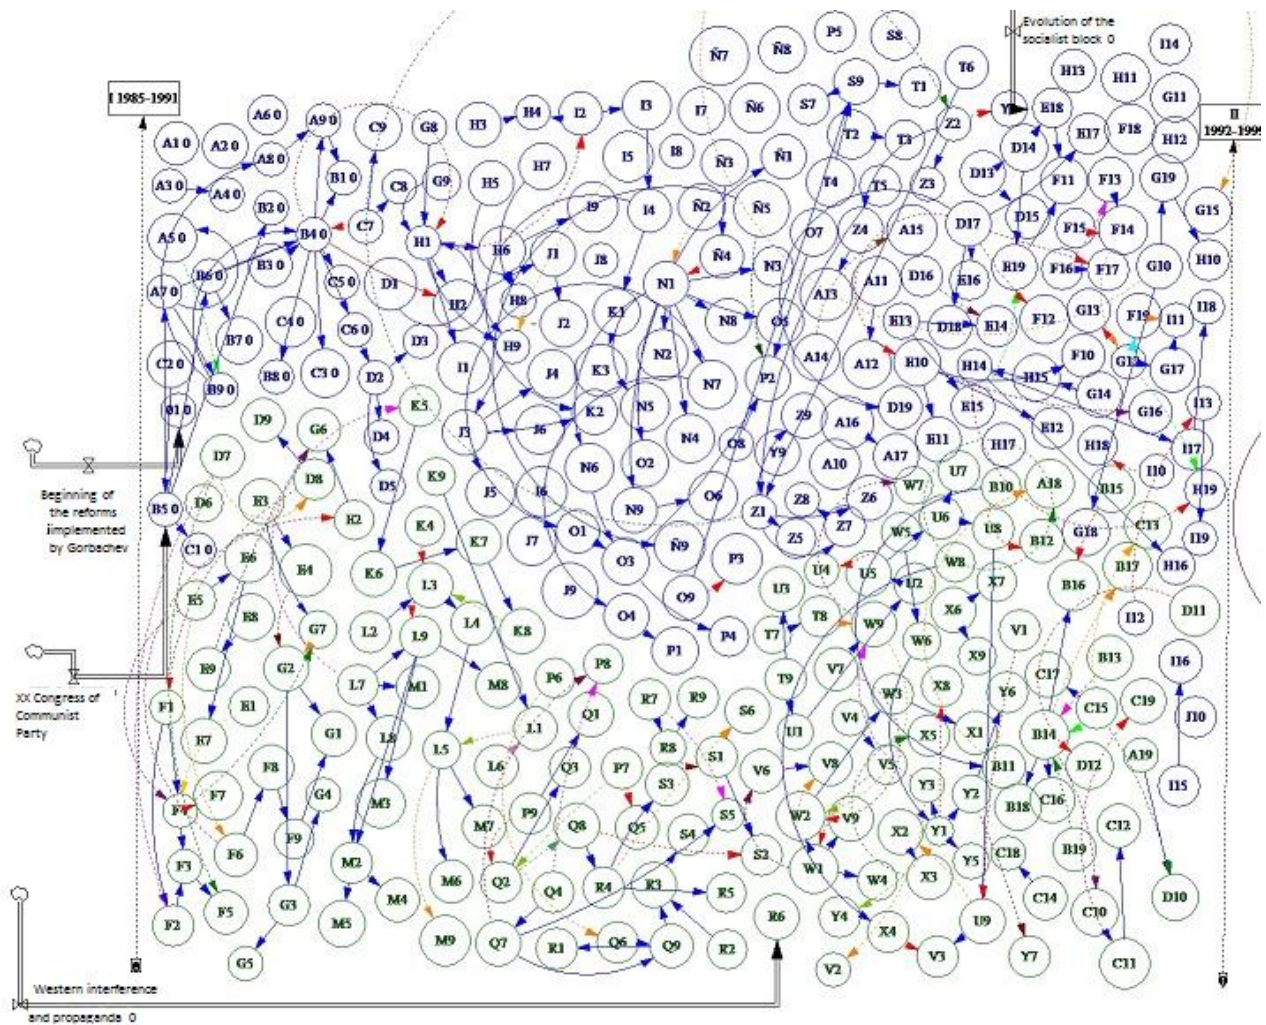 Evolution of the
socialist block 0
P5
S8
I14
Ñ7
Ñ8
T6
H13
H11
S9
T1
I 1985-1991
G11
S7
E18
A6 0
A9 0
C9
G8
H3
H4
I2
I3
I7
Ñ6
T2
T3
Z2
H17
F18
H12
II
1992-1999
A1 0
A2 0
A8 0
I5
I8
Ñ3
Ñ1
D14
A3 0
A4 0
B1 0
C8
G9
H5
H7
T4
T5
Z3
D13
F11
F13
G19
B2 0
C7
I9
I4
Ñ2
Ñ5
D15
G15
A5 0
B4 0
H1
H6
J1
J8
Ñ4
O7
Z4
A15
D17
F15
F14
B6 0
B3 0
N3
F16
F17
G10
H10
A7 0
C5 0
D1
H2
H8
N1
A13
A11
D16
E16
H19
B7 0
C4 0
C6 0
D3
H9
J2
K1
N8
O5
E13
D18
E14
F12
G13
F19
I11
I18
C2 0
B9 0
B8 0
C3 0
D2
I1
J4
K3
N2
N7
P2
A14
A12
H10
H14
H15
F10
G17
01 0
D9
G6
K5
J3
J6
K2
N5
N4
O8
Z9
D19
E15
G14
G16
I13
D7
D4
A16
E11
E12
H17
H18
I17
D8
K9
N6
O2
Y9
A10
A17
I10
Beginning of
the reforms
implemented
by Gorbachev
B5 0
D6
E3
D5
J5
I6
N9
O6
Z8
Z6
W7
U7
B10
A18
B15
H19
E2
K4
Z1
C1 0
E6
K7
J7
O1
O3
Ñ9
P3
Z5
Z7
W5
U6
U8
B12
G18
C13
I19
E4
K6
L3
U4
U5
W8
B17
H16
E5
J9
O9
U3
U2
X7
B16
E8
G7
L2
L9
L4
K8
O4
P4
T7
T8
W9
W6
X6
V1
I12
D11
E9
G2
P1
X9
XX Congress of
Communist
Party
F1
E1
L7
M1
M8
P6
P8
R7
R9
T9
V7
W3
X8
Y6
C17
B13
I16
E7
G1
L8
L5
L1
Q1
S6
U1
V4
X5
X1
B14
C15
C19
J10
F8
L6
Q3
P7
R8
S1
V6
V8
V5
B11
D12
A19
I15
F7
G4
M3
P9
S3
W2
Y3
Y2
B18
C16
F9
M7
Q8
Q5
S4
S5
V9
X2
Y1
C12
F3
F6
M2
M6
Q2
S2
W1
X3
Y5
C18
B19
G3
M5
M4
Q4
R4
R3
R5
W4
C14
D10
F2
F5
M9
Q7
R1
Q6
Q9
R2
R6
Y4
X4
U9
C10
G5
V2
V3
Y7
C11
Western interference
and propaganda 0